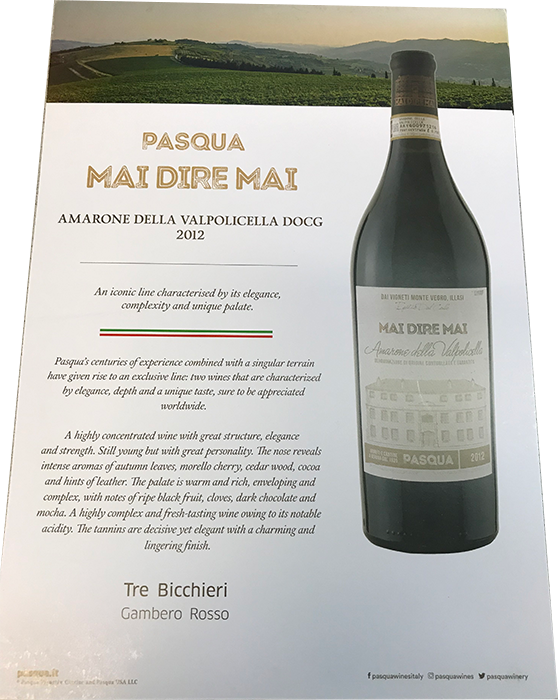 PASQUA
MAI DIRE MAI
AMARONE DELLA VALPOLICELLA DOCG
2012
An iconic line characterised by its elegance,
complexity and unique palate.
Pasqua's centuries of experience combined with a singular terrain
have given rise to an exclusive line: two wines that are characterized
by elegance, depth and a unique taste, sure to be appreciated
worldwide.
A highly concentrated wine with great structure, elegance
and strength. Still young but with great personality. The nose reveals
intense aromas of autumn leaves, morello cherry, cedar wood, cocoa
and hints of leather. The palate is warm and rich, enveloping and
complex, with notes of ripe black fruit, cloves, dark chocolate and
mocha. A highly complex and fresh-tasting wine owing to its notable
acidity. The tannins are decisive yet elegant with a charming and
lingering finish.
Tre Bicchieri
Gambero Rosso
DAI VIGNETI MONTE VEGRO, ILLASI
MAI DIRE MAI
Amarone della Valpolicella
PASQUA 2012
pasqua.it
Pasqua USA LLC
pasquawinesitaly pasquawines pasquawinery